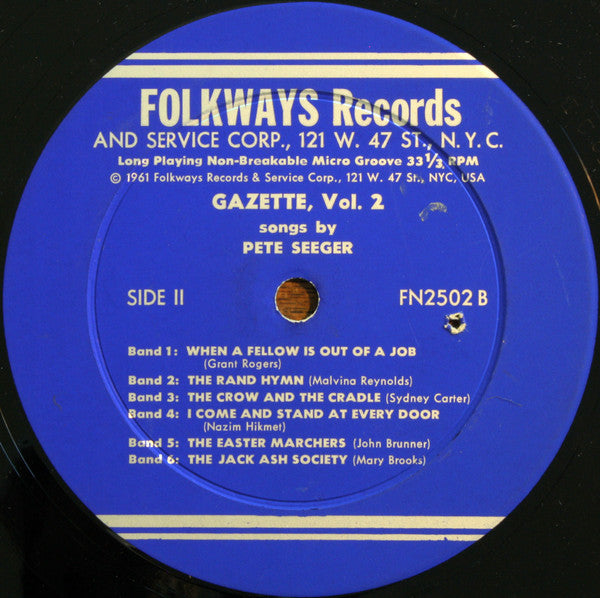 FOLKWAYS Records
AND SERVICE CORP., 121 W. 47 ST., N.Y.C.
Long Playing Non-Breakable Micro Groove 33 1/3 RPM
© 1961 Folkways Records & Service Corp., 121 W. 47 St., NYC, USA
GAZETTE, Vol. 2
songs by
PETE SEEGER
SIDE II FN2502 B
Band 1: WHEN A FELLOW IS OUT OF A JOB
(Grant Rogers)
Band 2: THE RAND HYMN (Malvina Reynolds)
Band 3: THE CROW AND THE CRADLE (Sydney Carter)
Band 4: I COME AND STAND AT EVERY DOOR
(Nazim Hikmet)
Band 5: THE EASTER MARCHERS (John Brunner)
Band 6: THE JACK ASH SOCIETY (Mary Brooks)